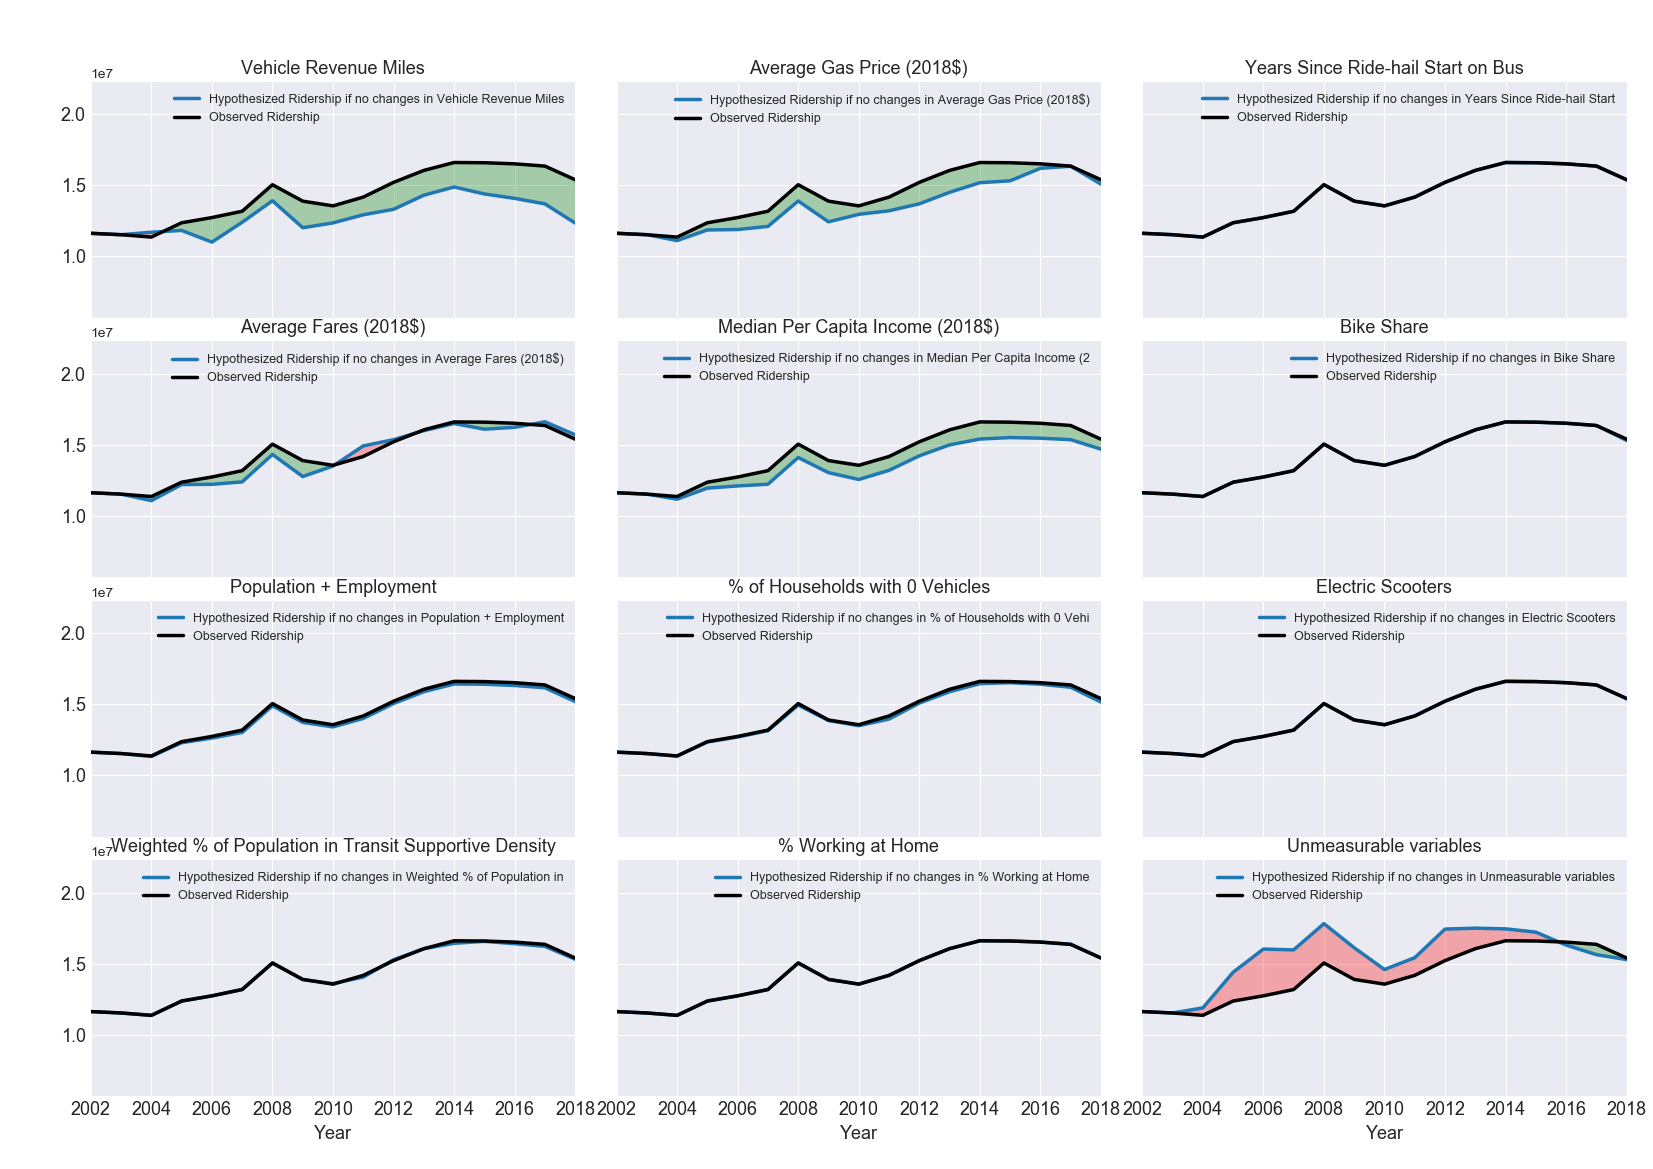 Vehicle Revenue Miles
1e7
Hypothesized Ridership if no changes in Vehicle Revenue Miles
Observed Ridership
2.0
1.5
1.0
Average Gas Price (2018$)
Hypothesized Ridership if no changes in Average Gas Price (2018$)
Observed Ridership
Years Since Ride-hail Start on Bus
Hypothesized Ridership if no changes in Years Since Ride-hail Start
Observed Ridership
Average Fares (2018$)
1e7
Hypothesized Ridership if no changes in Average Fares (2018$)
Observed Ridership
2.0
1.5
1.0
Median Per Capita Income (2018$)
Hypothesized Ridership if no changes in Median Per Capita Income (2
Observed Ridership
Bike Share
Hypothesized Ridership if no changes in Bike Share
Observed Ridership
Population + Employment
1e7
Hypothesized Ridership if no changes in Population + Employment
Observed Ridership
2.0
1.5
1.0
% of Households with 0 Vehicles
Hypothesized Ridership if no changes in % of Households with 0 Vehi
Observed Ridership
Electric Scooters
Hypothesized Ridership if no changes in Electric Scooters
Observed Ridership
Weighted % of Population in Transit Supportive Density
1e7
Hypothesized Ridership if no changes in Weighted % of Population in
Observed Ridership
2.0
1.5
1.0
2002 2004 2006 2008 2010 2012 2014 2016 2018
Year
% Working at Home
Hypothesized Ridership if no changes in % Working at Home
Observed Ridership
2002 2004 2006 2008 2010 2012 2014 2016 2018
Year
Unmeasurable variables
Hypothesized Ridership if no changes in Unmeasurable variables
Observed Ridership
2002 2004 2006 2008 2010 2012 2014 2016 2018
Year